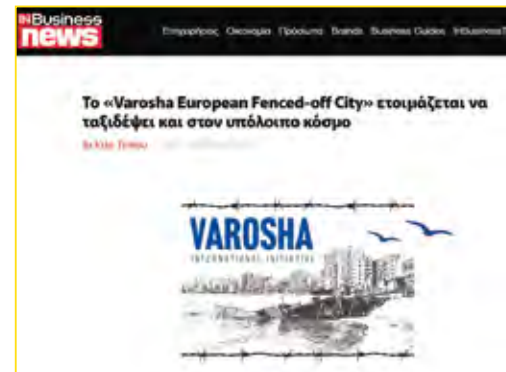 INBusiness
news
Επιχειρήσεις Οικονομία Πρόσωπα Brands Business Guides
Το «Varosha European Fenced-off City» ετοιμάζεται να
ταξιδέψει και στον υπόλοιπο κόσμο
VAROSHA
INTERNATIONAL INITIATIVE